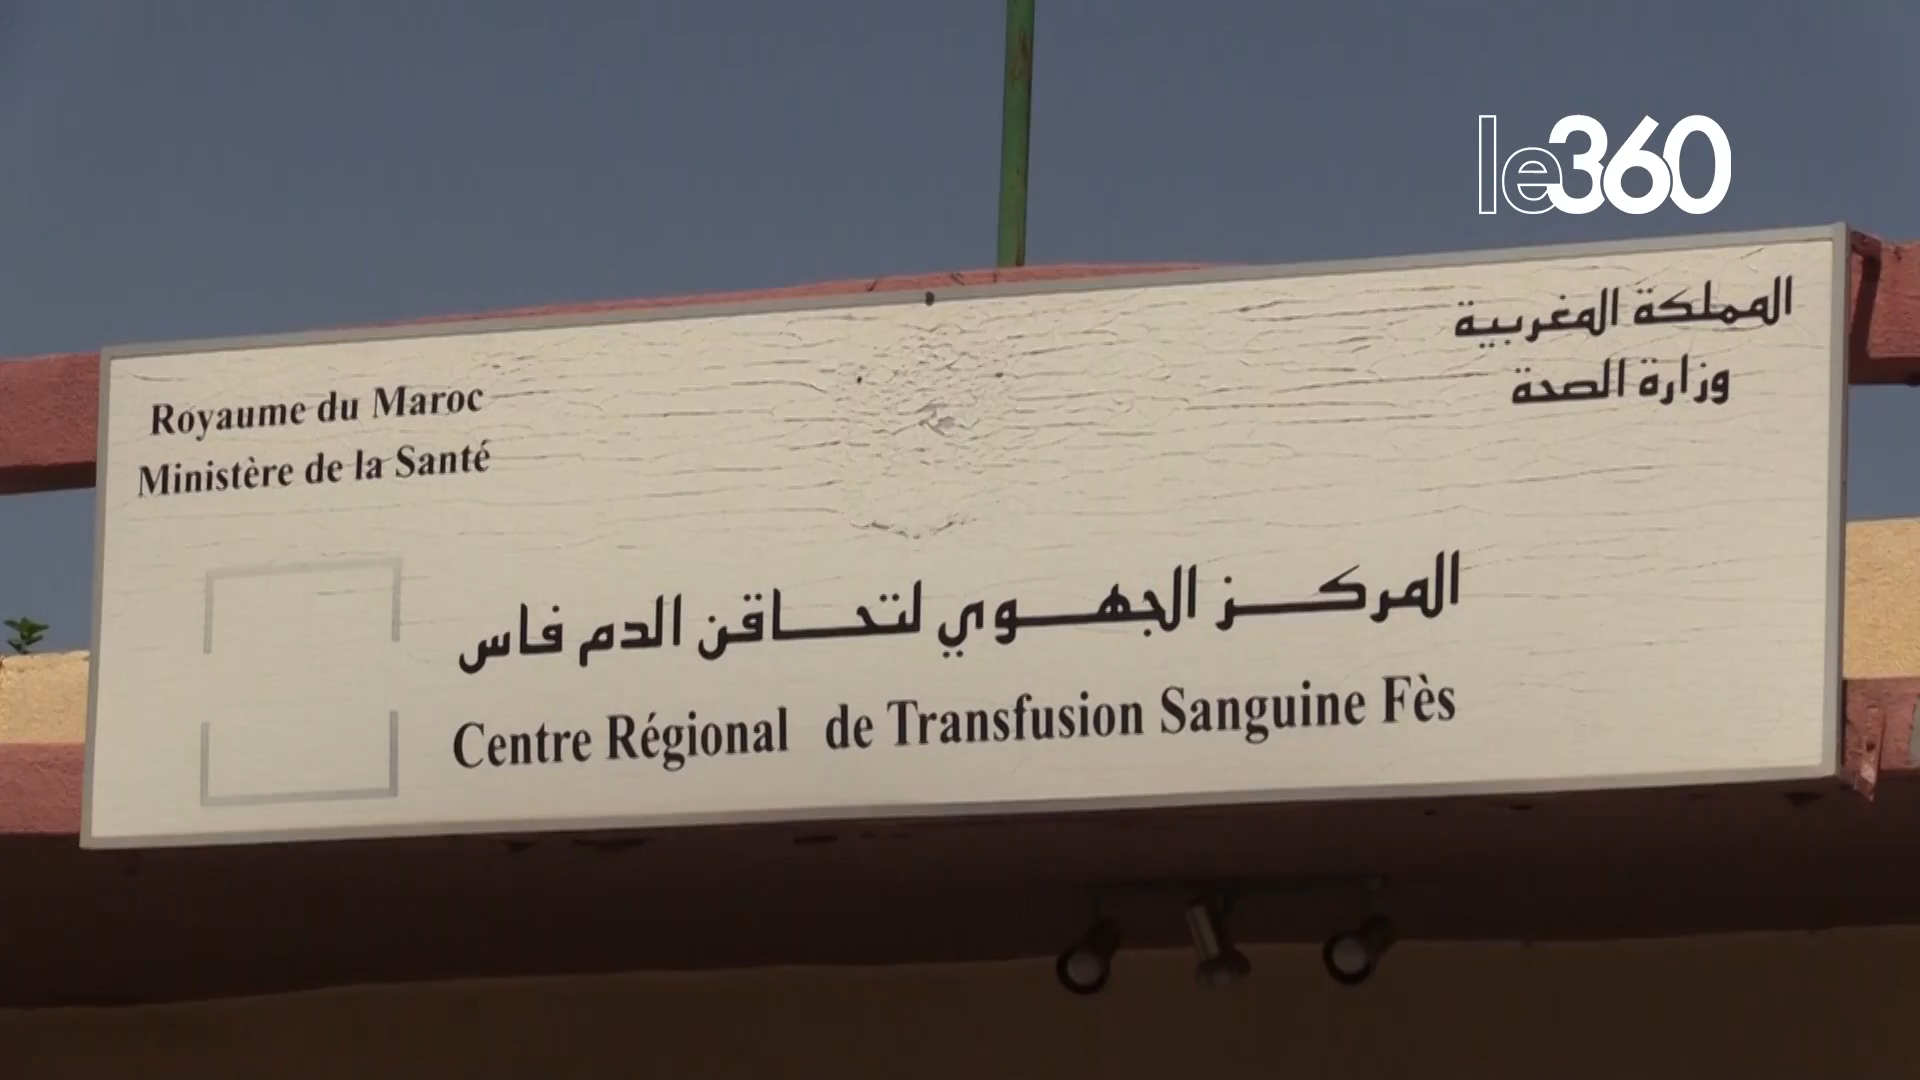 le360
المملكة المغربية
وزارة الصحة
Royaume du Maroc
Ministère de la Santé
المركز الجهوي لتحاقن الدم فاس
Centre Régional de Transfusion Sanguine Fès